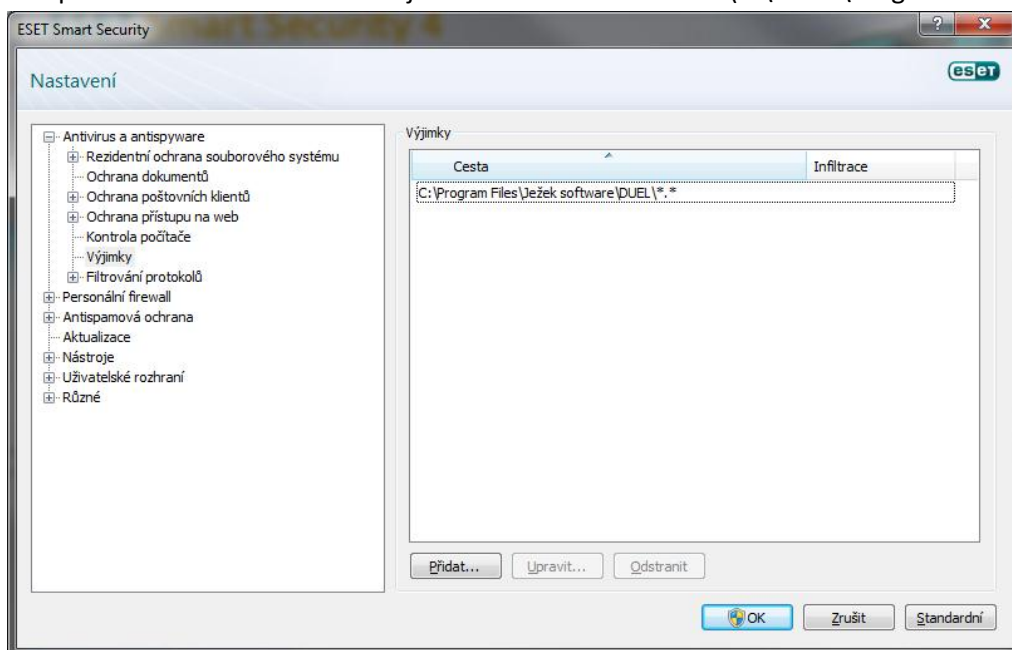 ESET Smart Security
Nastavení
eset
Antivirus a antispyware
Rezidentní ochrana souborového systému
Ochrana dokumentů
Ochrana poštovních klientů
Ochrana přístupu na web
Kontrola počítače
Výjimky
Filtrování protokolů
Personální firewall
Antispamová ochrana
Aktualizace
Nástroje
Uživatelské rozhraní
Různé
Výjimky
Cesta Infiltrace
C:\Program Files\Ježek software\DUEL\*.*
Přidat... Upravit... Odstranit
OK Zrušit Standardní